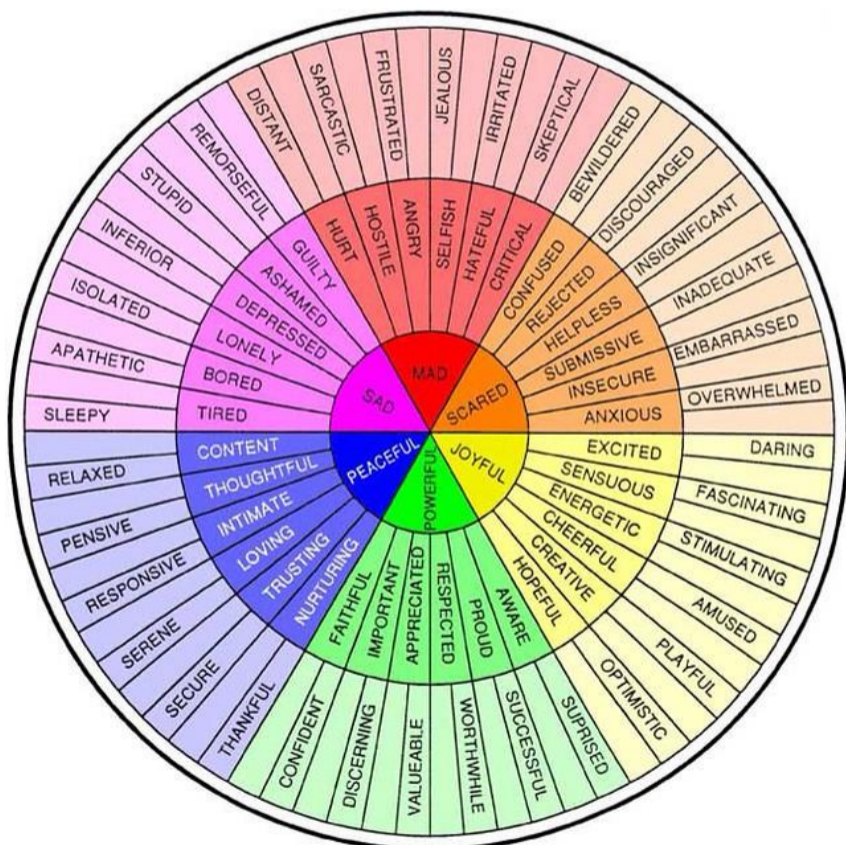 MAD
SCARED
JOYFUL
POWERFUL
PEACEFUL
SAD
HURT
HOSTILE
ANGRY
SELFISH
HATEFUL
CRITICAL
CONFUSED
REJECTED
HELPLESS
SUBMISSIVE
INSECURE
ANXIOUS
EXCITED
SENSUOUS
ENERGETIC
CHEERFUL
CREATIVE
HOPEFUL
AWARE
PROUD
RESPECTED
APPRECIATED
IMPORTANT
FAITHFUL
NURTURING
TRUSTING
LOVING
INTIMATE
THOUGHTFUL
CONTENT
TIRED
BORED
LONELY
DEPRESSED
ASHAMED
GUILTY
DISTANT
SARCASTIC
FRUSTRATED
JEALOUS
IRRITATED
SKEPTICAL
BEWILDERED
DISCOURAGED
INSIGNIFICANT
INADEQUATE
EMBARRASSED
OVERWHELMED
DARING
FASCINATING
STIMULATING
AMUSED
PLAYFUL
OPTIMISTIC
SUPRISED
SUCCESSFUL
WORTHWHILE
VALUEABLE
DISCERNING
CONFIDENT
THANKFUL
SECURE
SERENE
RESPONSIVE
PENSIVE
RELAXED
SLEEPY
APATHETIC
ISOLATED
INFERIOR
STUPID
REMORSEFUL